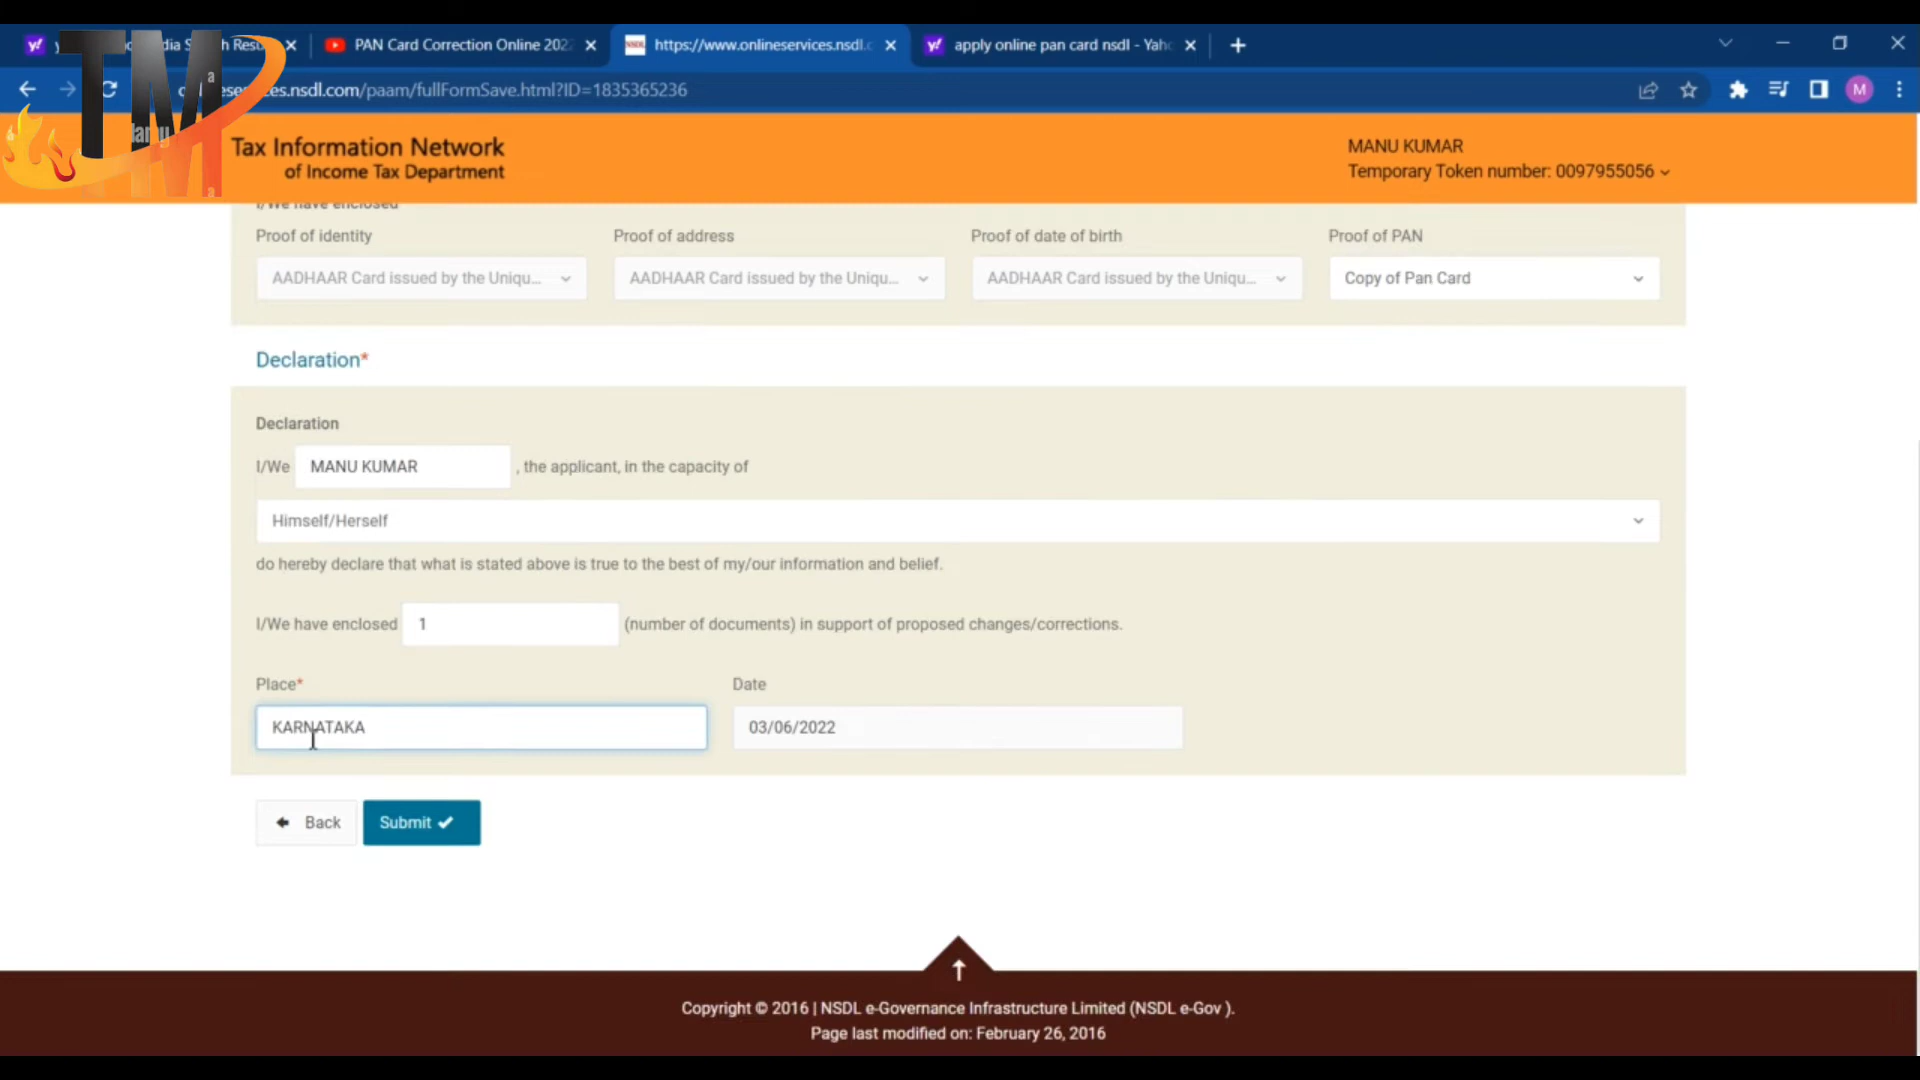 PAN Card Correction Online 202
https://www.onlineservices.nsdl.c
apply online pan card nsdl - Yaho
es.nsdl.com/paam/fullFormSave.html?ID=1835365236
M
TM
a
damu
a
Tax Information Network
of Income Tax Department
MANU KUMAR
Temporary Token number: 0097955056
I/We have enclosed
Proof of identity
Proof of address
Proof of date of birth
Proof of PAN
AADHAAR Card issued by the Uniqu...
AADHAAR Card issued by the Uniqu...
AADHAAR Card issued by the Uniqu...
Copy of Pan Card
Declaration*
Declaration
I/We MANU KUMAR , the applicant, in the capacity of
Himself/Herself
do hereby declare that what is stated above is true to the best of my/our information and belief.
I/We have enclosed 1 (number of documents) in support of proposed changes/corrections.
Place*
Date
KARNATAKA
03/06/2022
Back
Submit
Copyright © 2016 | NSDL e-Governance Infrastructure Limited (NSDL e-Gov ).
Page last modified on: February 26, 2016